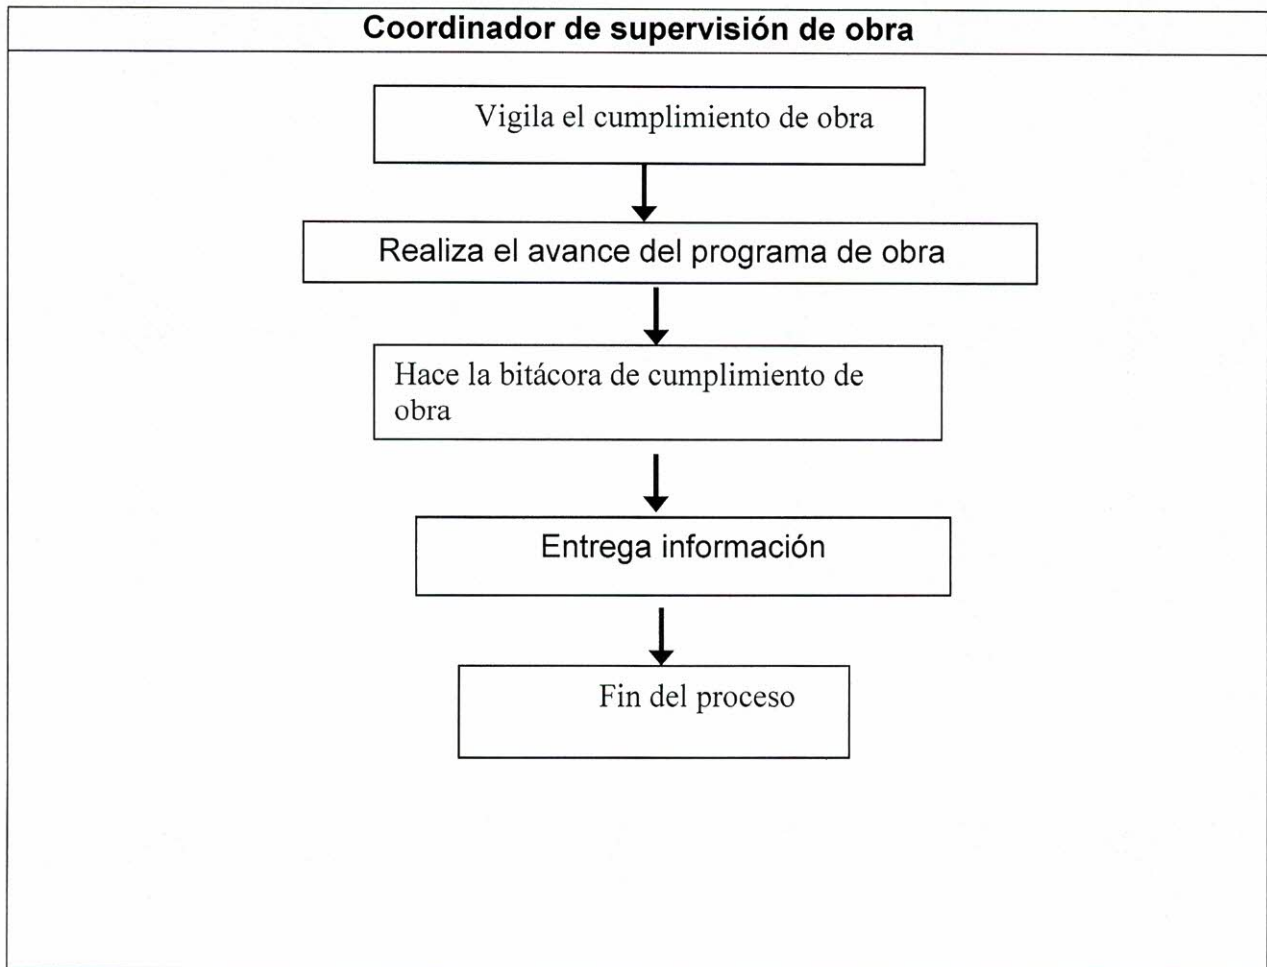 Coordinador de supervisión de obra
Vigila el cumplimiento de obra
Realiza el avance del programa de obra
Hace la bitácora de cumplimiento de
obra
Entrega información
Fin del proceso